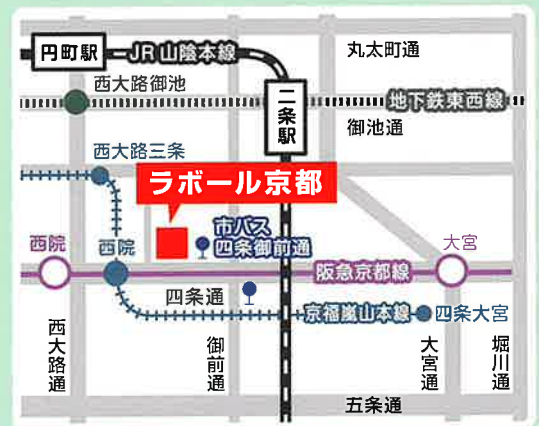 円町駅
JR山陰本線
丸太町通
西大路御池
地下鉄東西線
二条駅
御池通
西大路三条
ラボール京都
市バス
四条御前通
西院
西院
大宮
阪急京都線
四条通
京福嵐山本線
四条大宮
西大路通
御前通
大宮通
堀川通
五条通